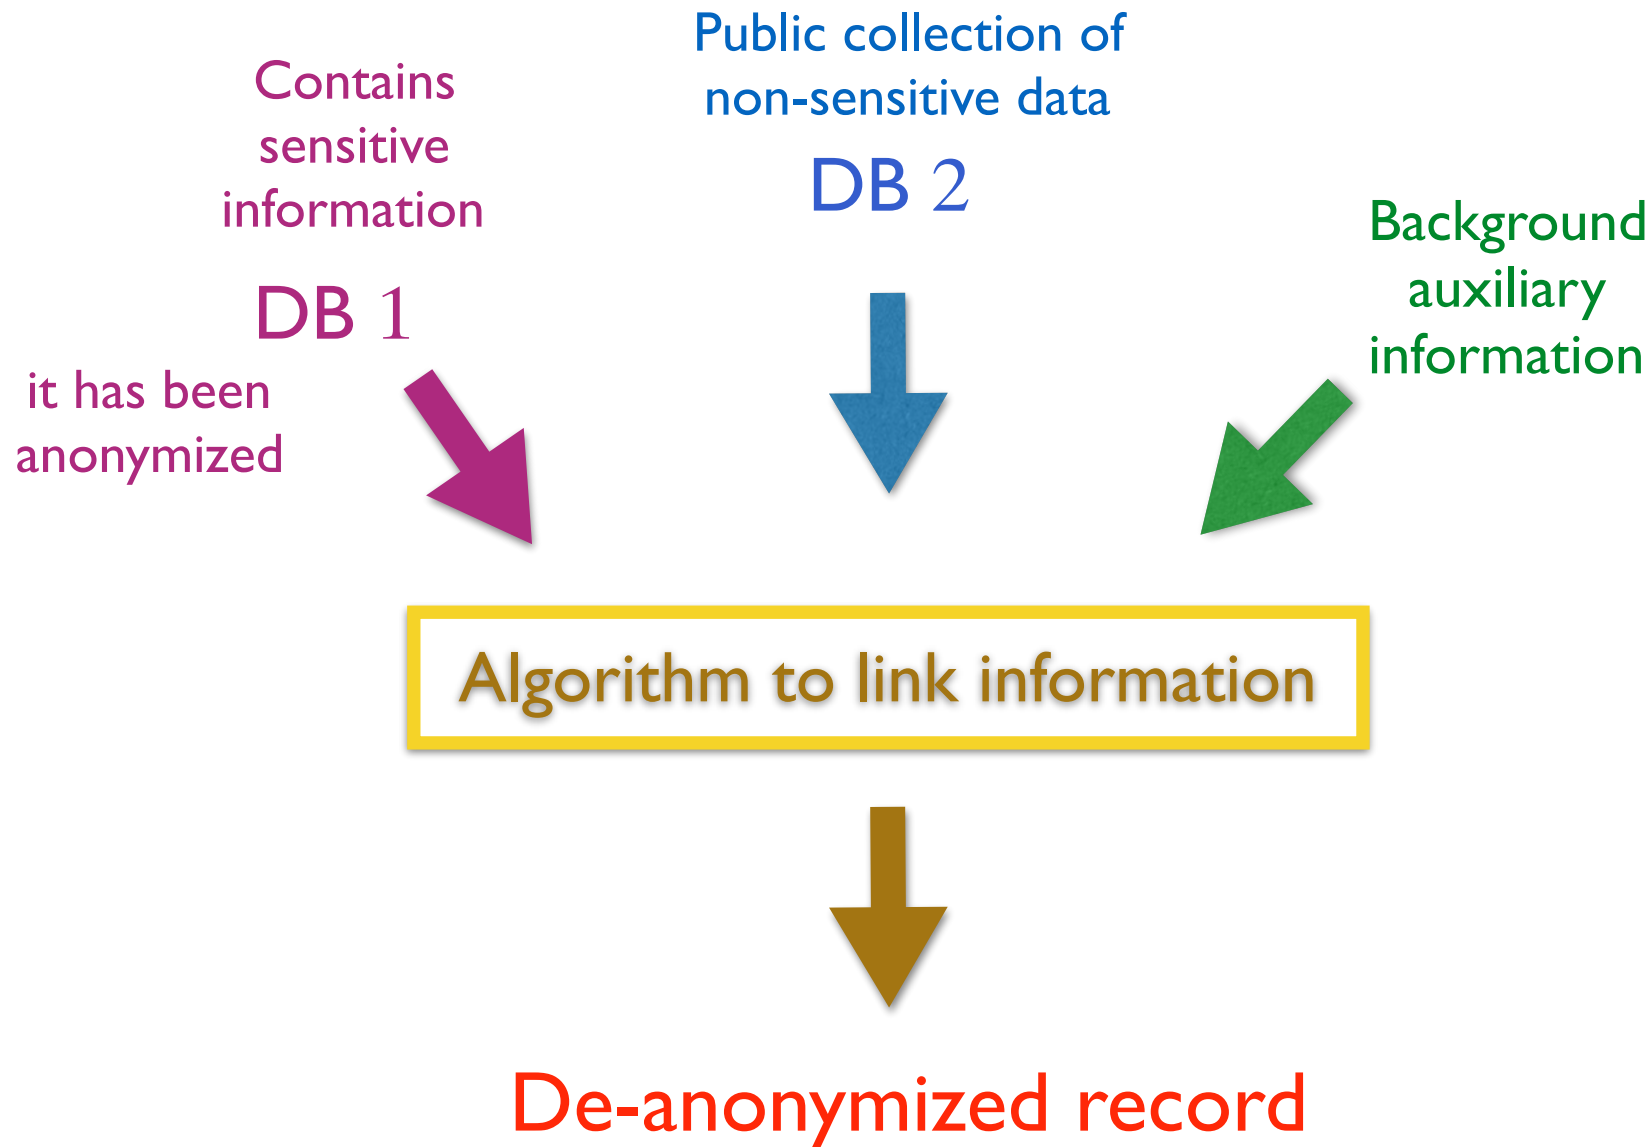 Contains
sensitive
information
DB 1
it has been
anonymized
Public collection of
non-sensitive data
DB 2
Background
auxiliary
information
Algorithm to link information
De-anonymized record